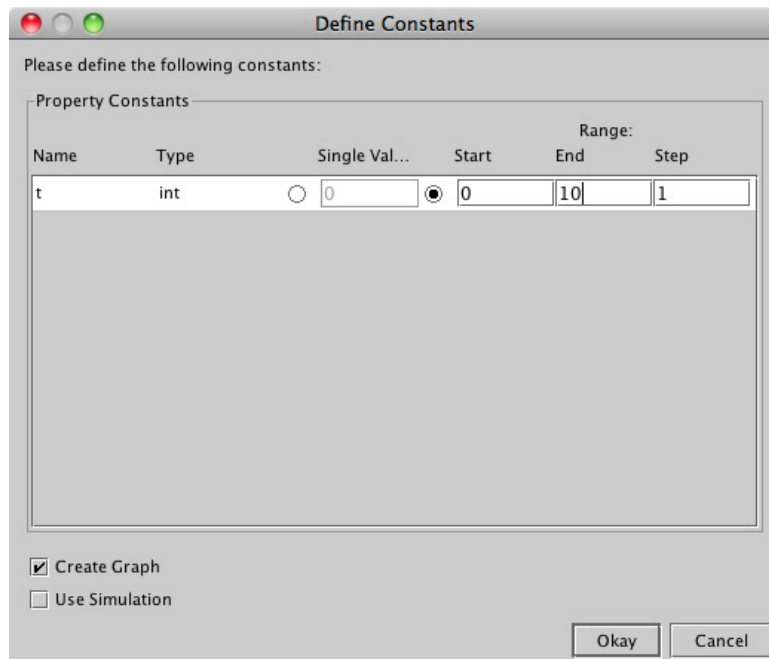 Define Constants
Please define the following constants:
Property Constants
Range:
Name Type Single Val... Start End Step
t int 0 0 10 1
Create Graph
Use Simulation
Okay Cancel